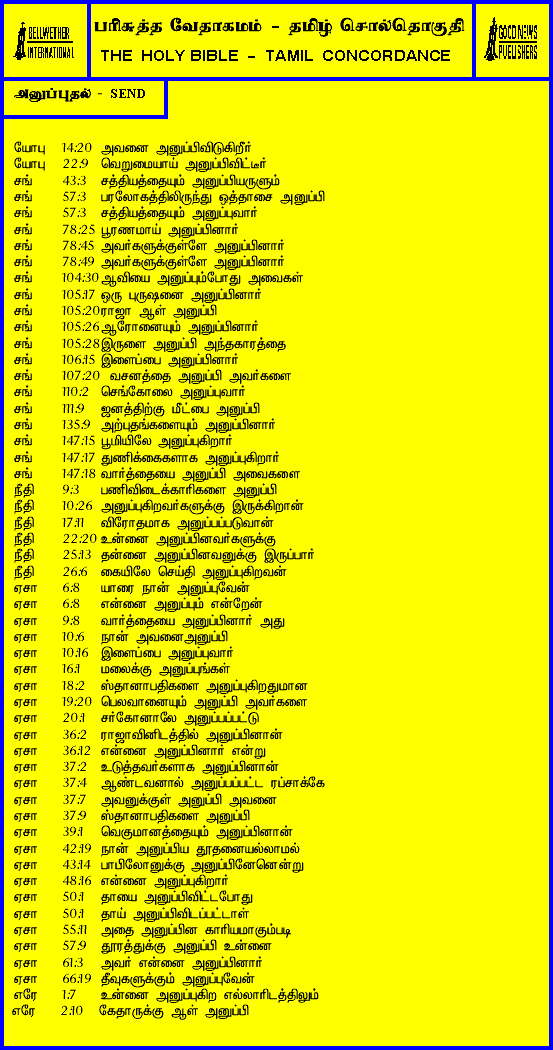 BELLWETHER
INTERNATIONAL
பரிசுத்த வேதாகமம் - தமிழ் சொல்தொகுதி
THE HOLY BIBLE - TAMIL CONCORDANCE
GOOD NEWS
PUBLISHERS
அனுப்புதல் - SEND
யோபு 14:20 அவனை அனுப்பிவிடுகிறீர்
யோபு 22:9 வெறுமையாய் அனுப்பிவிட்டீர்
சங் 43:3 சத்தியத்தையும் அனுப்பியருளும்
சங் 57:3 பரலோகத்திலிருந்து ஒத்தாசை அனுப்பி
சங் 57:3 சத்தியத்தையும் அனுப்புவார்
சங் 78:25 பூரணமாய் அனுப்பினார்
சங் 78:45 அவர்களுக்குள்ளே அனுப்பினார்
சங் 78:49 அவர்களுக்குள்ளே அனுப்பினார்
சங் 104:30 ஆவியை அனுப்பும்போது அவைகள்
சங் 105:17 ஒரு புருஷனை அனுப்பினார்
சங் 105:20 ராஜா ஆள் அனுப்பி
சங் 105:26 ஆரோனையும் அனுப்பினார்
சங் 105:28 இருளை அனுப்பி அந்தகாரத்தை
சங் 106:15 இளைப்பை அனுப்பினார்
சங் 107:20 வசனத்தை அனுப்பி அவர்களை
சங் 110:2 செங்கோலை அனுப்புவார்
சங் 111:9 ஜனத்திற்கு மீட்பை அனுப்பி
சங் 135:9 அற்புதங்களையும் அனுப்பினார்
சங் 147:15 பூமியிலே அனுப்புகிறார்
சங் 147:17 துணிக்கைகளாக அனுப்புகிறார்
சங் 147:18 வார்த்தையை அனுப்பி அவைகளை
நீதி 9:3 பணிவிடைக்காரிகளை அனுப்பி
நீதி 10:26 அனுப்புகிறவர்களுக்கு இருக்கிறான்
நீதி 17:11 விரோதமாக அனுப்பப்படுவான்
நீதி 22:20 உன்னை அனுப்பினவர்களுக்கு
நீதி 25:13 தன்னை அனுப்பினவனுக்கு இருப்பார்
நீதி 26:6 கையிலே செய்தி அனுப்புகிறவன்
ஏசா 6:8 யாரை நான் அனுப்புவேன்
ஏசா 6:8 என்னை அனுப்பும் என்றேன்
ஏசா 9:8 வார்த்தையை அனுப்பினார் அது
ஏசா 10:6 நான் அவனைஅனுப்பி
ஏசா 10:16 இளைப்பை அனுப்புவார்
ஏசா 16:1 மலைக்கு அனுப்புங்கள்
ஏசா 18:2 ஸ்தானாபதிகளை அனுப்புகிறதுமான
ஏசா 19:20 பெலவானையும் அனுப்பி அவர்களை
ஏசா 20:1 சர்கோனாலே அனுப்பப்பட்டு
ஏசா 36:2 ராஜாவினிடத்தில் அனுப்பினான்
ஏசா 36:12 என்னை அனுப்பினார் என்று
ஏசா 37:2 உடுத்தவர்களாக அனுப்பினான்
ஏசா 37:4 ஆண்டவனால் அனுப்பப்பட்ட ரப்சாக்கே
ஏசா 37:7 அவனுக்குள் அனுப்பி அவனை
ஏசா 37:9 ஸ்தானாபதிகளை அனுப்பி
ஏசா 39:1 வெகுமானத்தையும் அனுப்பினான்
ஏசா 42:19 நான் அனுப்பிய தூதனையல்லாமல்
ஏசா 43:14 பாபிலோனுக்கு அனுப்பினேனென்று
ஏசா 48:16 என்னை அனுப்புகிறார்
ஏசா 50:1 தாயை அனுப்பிவிட்டபோது
ஏசா 50:1 தாய் அனுப்பிவிடப்பட்டாள்
ஏசா 55:11 அதை அனுப்பின காரியமாகும்படி
ஏசா 57:9 தூரத்துக்கு அனுப்பி உன்னை
ஏசா 61:3 அவர் என்னை அனுப்பினார்
ஏசா 66:19 தீவுகளுக்கும் அனுப்புவேன்
எரே 1:7 உன்னை அனுப்புகிற எல்லாரிடத்திலும்
எரே 2:10 கேதாருக்கு ஆள் அனுப்பி